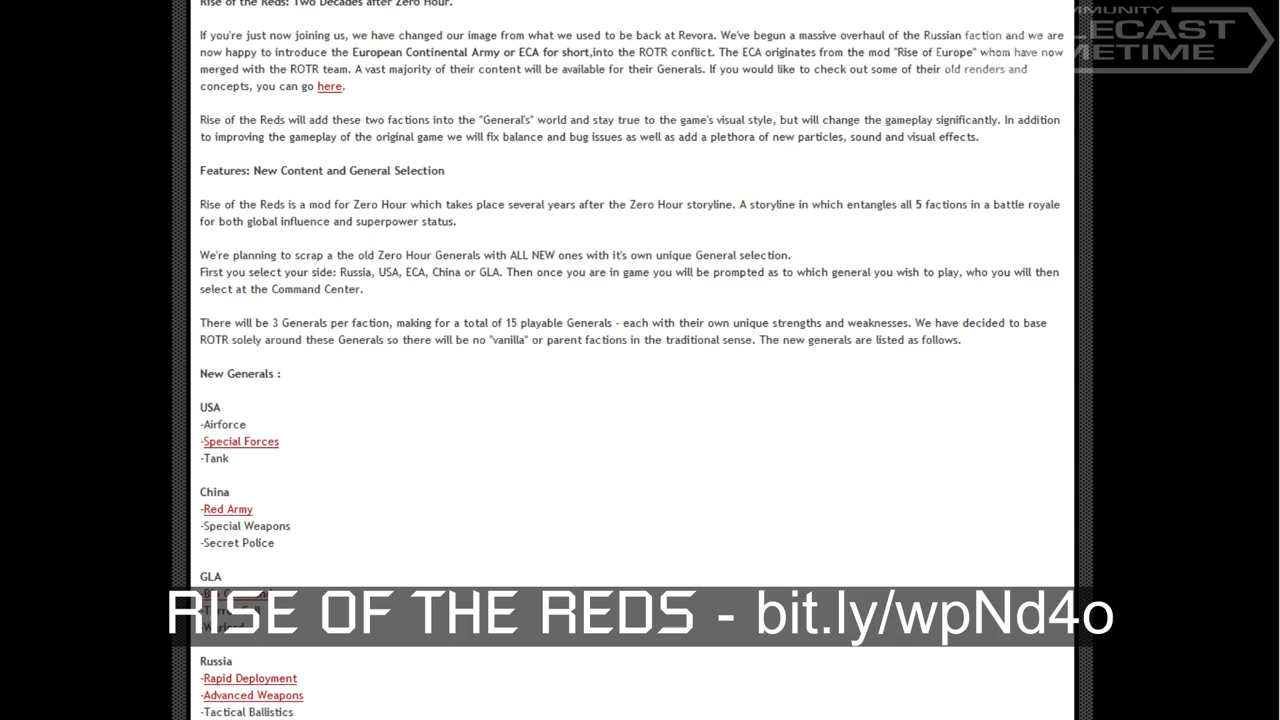 Rise of the Reds: Two Decades after Zero Hour.
MMUNITY
LECAST
METIME
If you're just now joining us, we have changed our image from what we used to be back at Revora. We've begun a massive overhaul of the Russian faction and we are
now happy to introduce the European Continental Army or ECA for short,into the ROTR conflict. The ECA originates from the mod "Rise of Europe" whom have now
merged with the ROTR team. A vast majority of their content will be available for their Generals. If you would like to check out some of their old renders and
concepts, you can go here.
Rise of the Reds will add these two factions into the "General's" world and stay true to the game's visual style, but will change the gameplay significantly. In addition
to improving the gameplay of the original game we will fix balance and bug issues as well as add a plethora of new particles, sound and visual effects.
Features: New Content and General Selection
Rise of the Reds is a mod for Zero Hour which takes place several years after the Zero Hour storyline. A storyline in which entangles all 5 factions in a battle royale
for both global influence and superpower status.
We're planning to scrap a the old Zero Hour Generals with ALL NEW ones with it's own unique General selection.
First you select your side: Russia, USA, ECA, China or GLA. Then once you are in game you will be prompted as to which general you wish to play, who you will then
select at the Command Center.
There will be 3 Generals per faction, making for a total of 15 playable Generals - each with their own unique strengths and weaknesses. We have decided to base
ROTR solely around these Generals so there will be no "vanilla" or parent factions in the traditional sense. The new generals are listed as follows.
New Generals :
USA
-Airforce
-Special Forces
-Tank
China
-Red Army
-Special Weapons
-Secret Police
GLA
RISE OF THE REDS - bit.ly/wpNd4o
Russia
-Rapid Deployment
-Advanced Weapons
-Tactical Ballistics